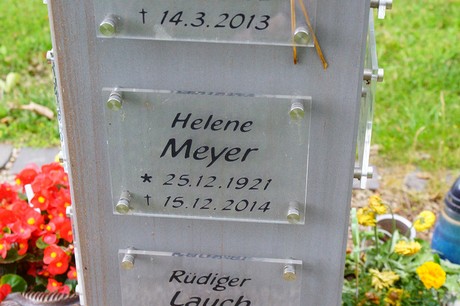 † 14.3.2013
Helene
Meyer
* 25.12.1921
† 15.12.2014
Rüdiger
Lauch